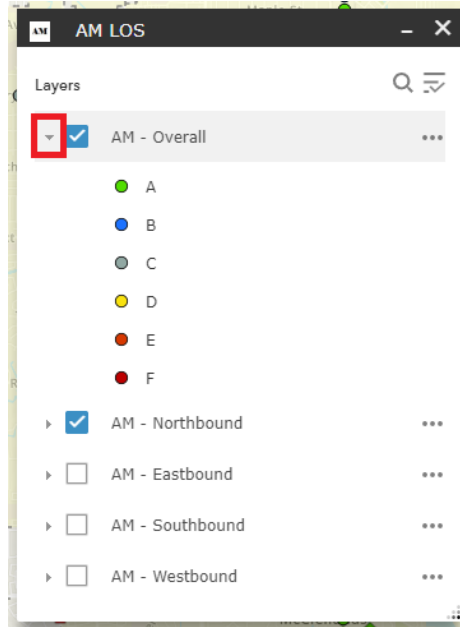 AM AM LOS
Layers
AM - Overall
A
B
C
D
E
F
AM - Northbound
AM - Eastbound
AM - Southbound
AM - Westbound